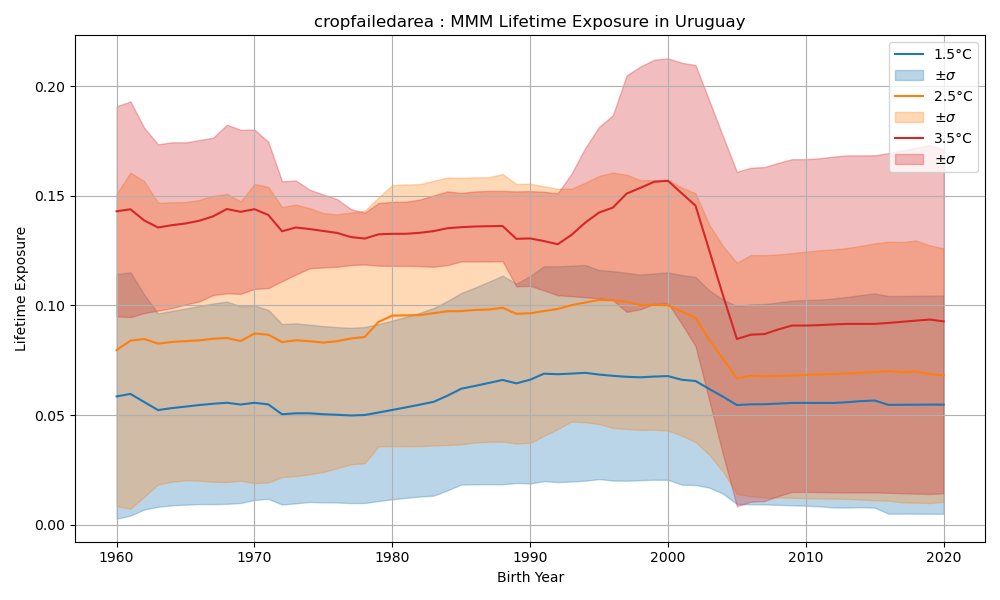 cropfailedarea : MMM Lifetime Exposure in Uruguay
Lifetime Exposure
0.20
0.15
0.10
0.05
0.00
1960 1970 1980 1990 2000 2010 2020
Birth Year
1.5°C
±σ
2.5°C
±σ
3.5°C
±σ